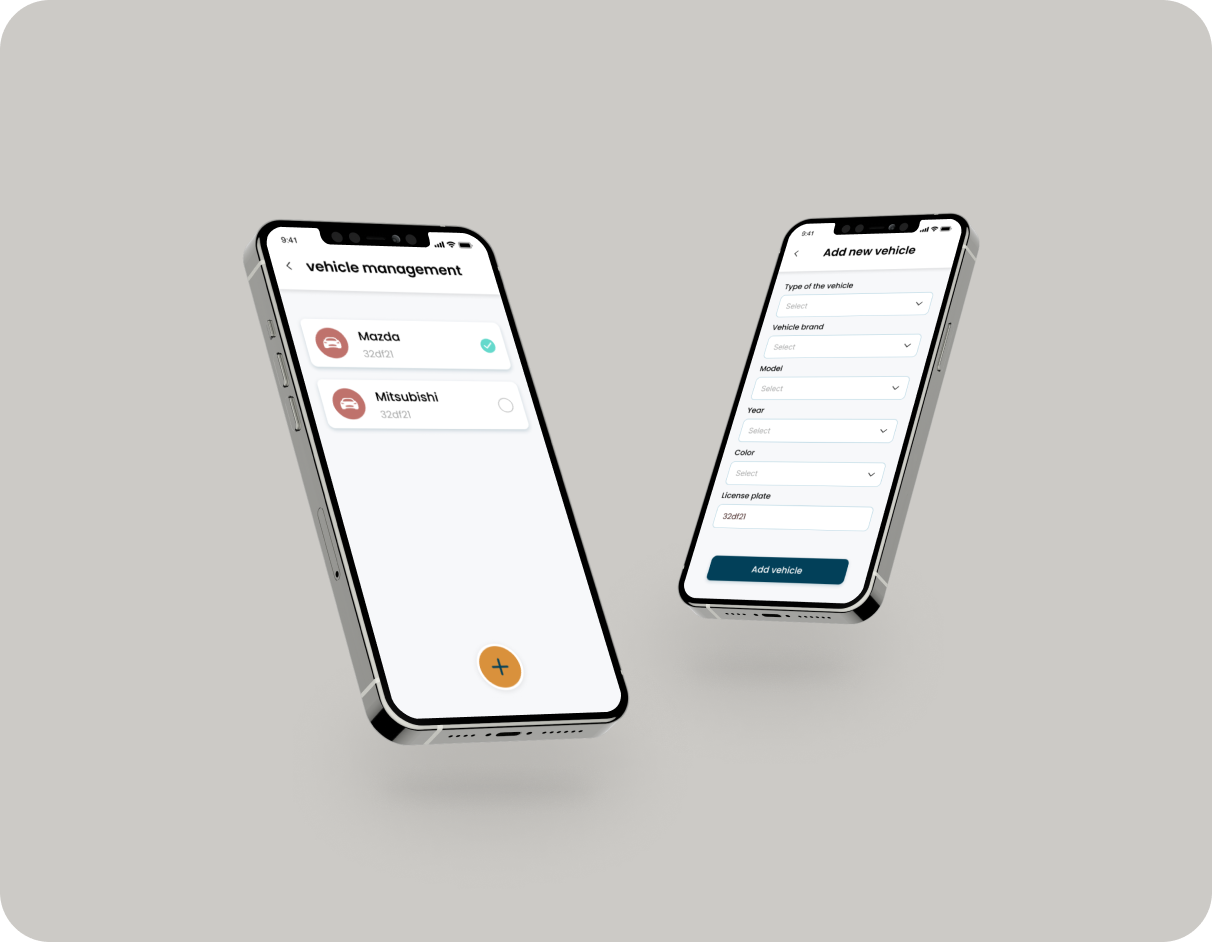 9:41
vehicle management
Mazda
32df21
Mitsubishi
32df21
9:41
Add new vehicle
Type of the vehicle
Select
Vehicle brand
Select
Model
Select
Year
Select
Color
Select
License plate
32df21
Add vehicle